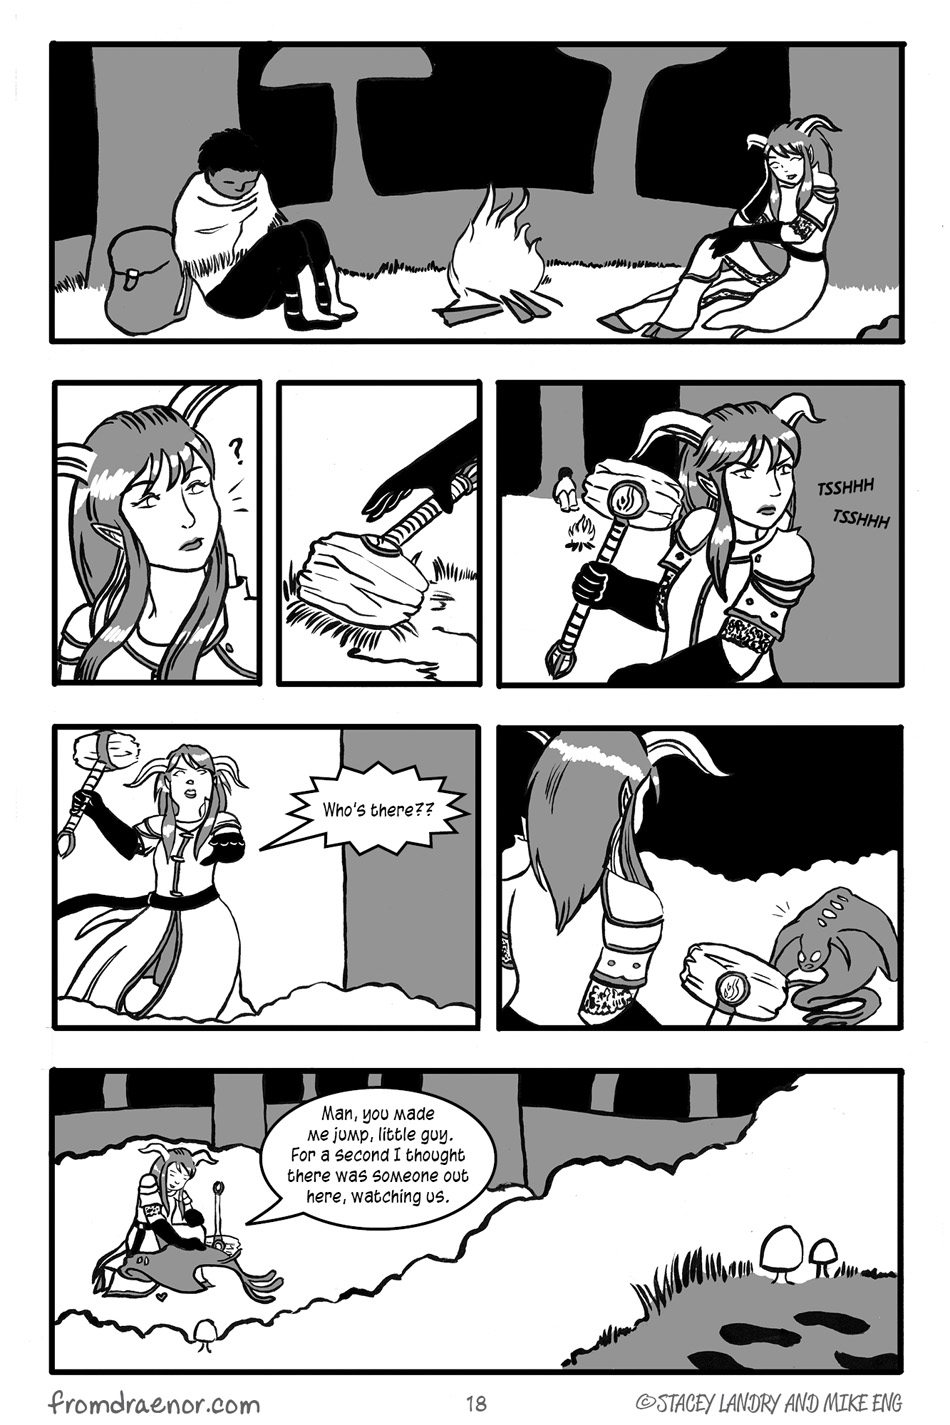 ?
TSSHHH
TSSHHH
Who's there??
Man, you made
me jump, little guy.
For a second I thought
there was someone out
here, watching us.
fromdraenor.com
18
©STACEY LANDRY AND MIKE ENG